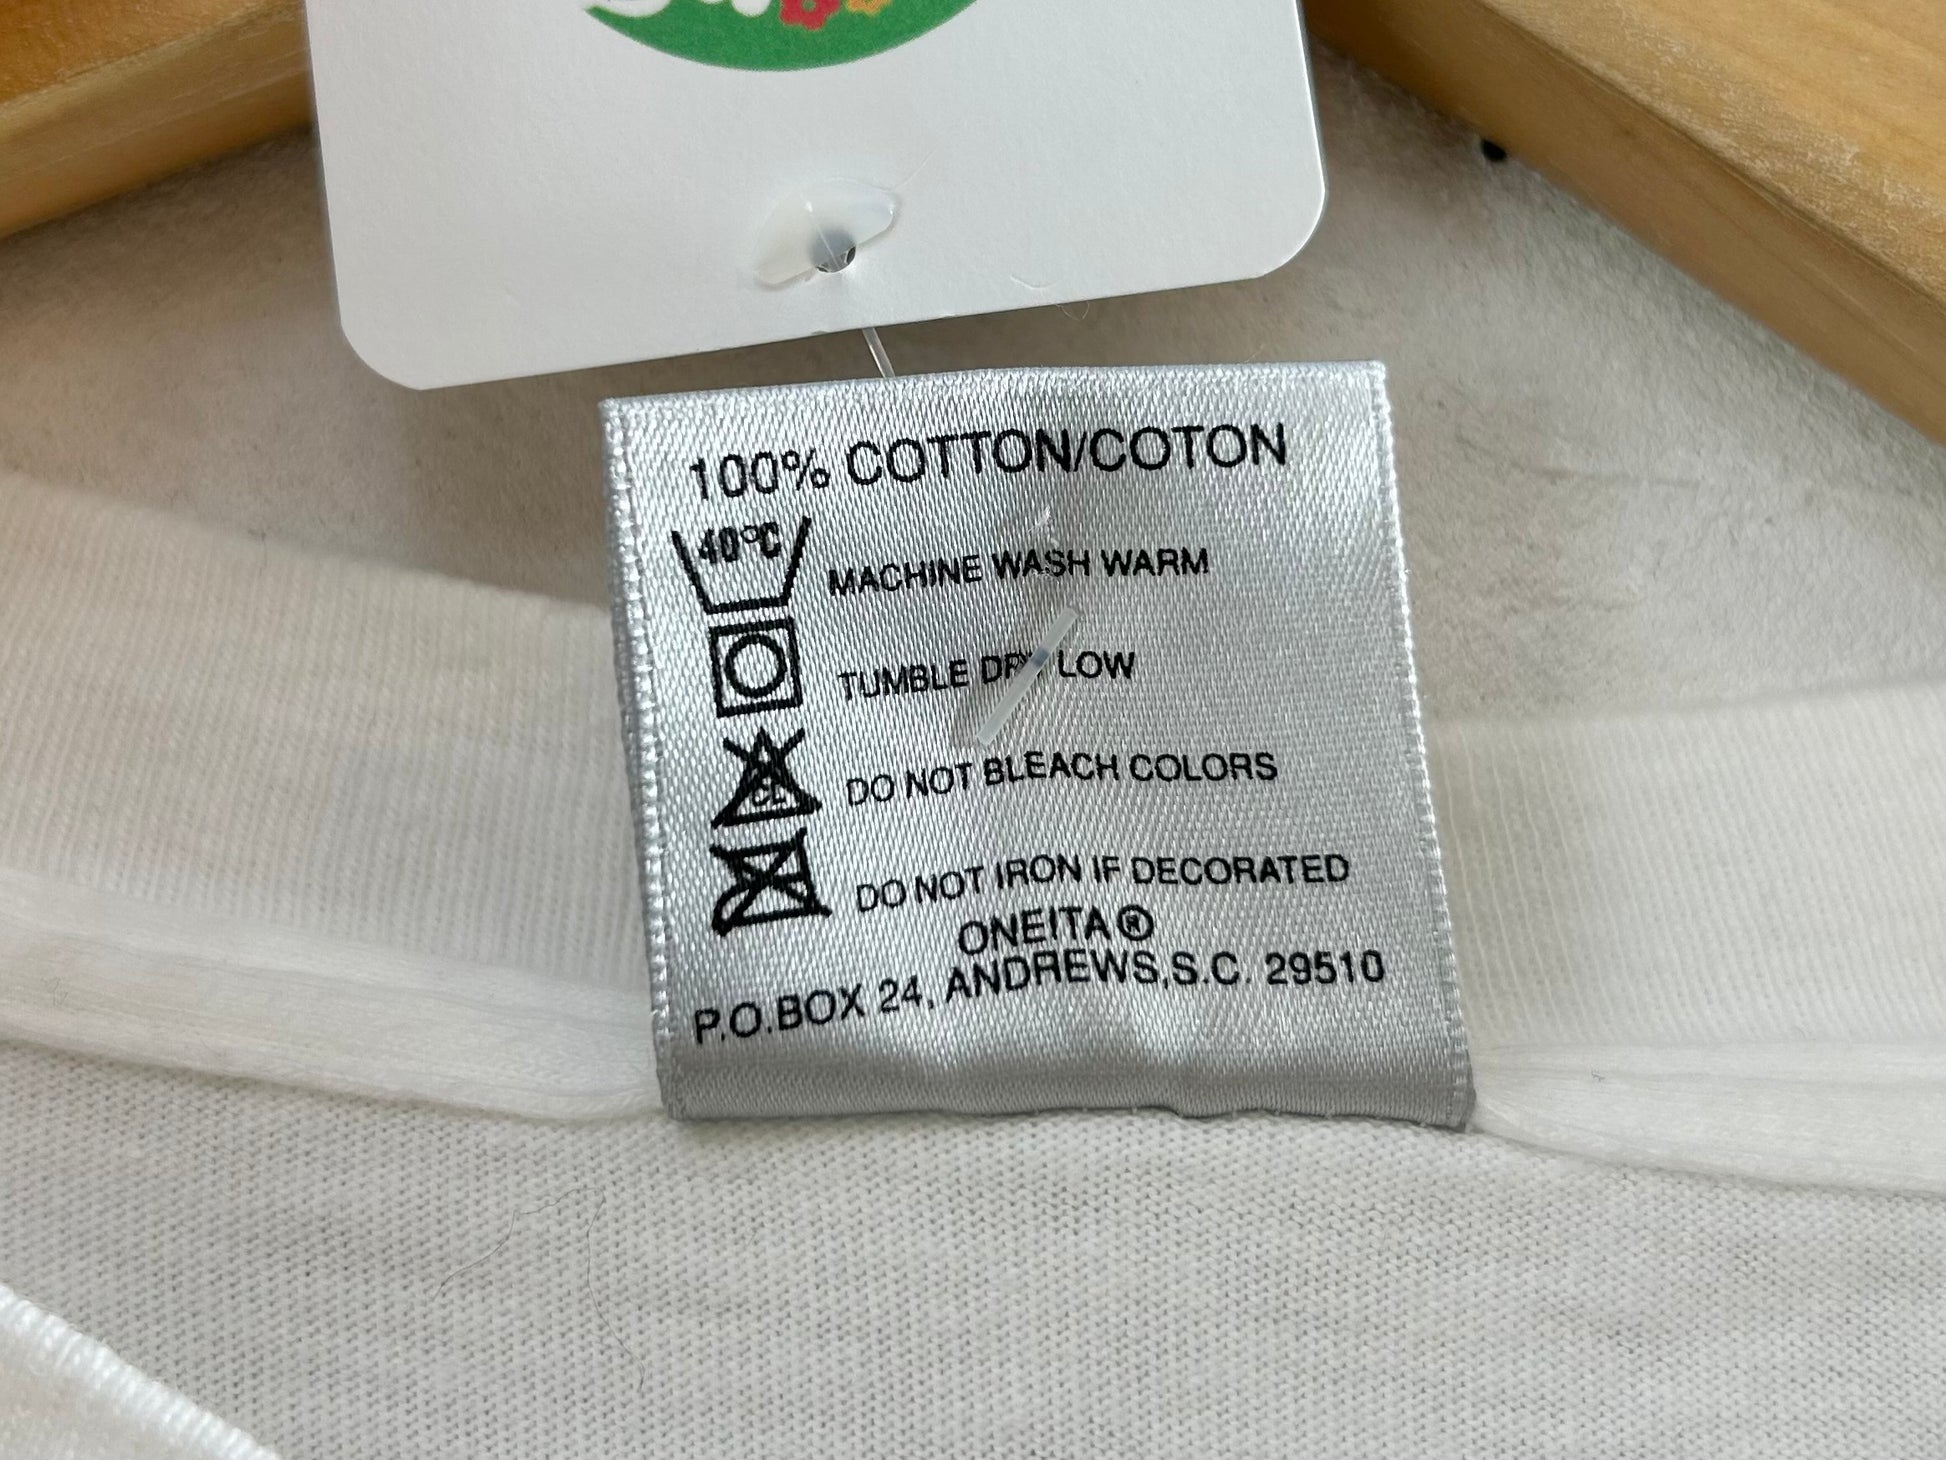 100% COTTON/COTON
40°C
MACHINE WASH WARM
TUMBLE DRY LOW
CL
DO NOT BLEACH COLORS
DO NOT IRON IF DECORATED
ONEITA®
P.O.BOX 24, ANDREWS,S.C. 29510